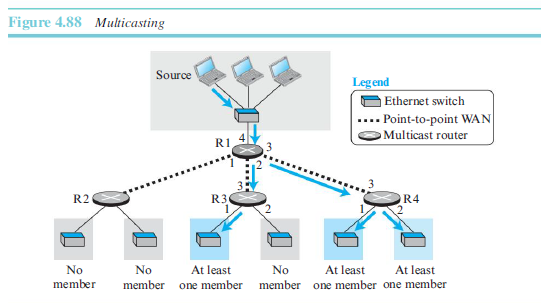 Figure 4.88 Multicasting
Source
Legend
Ethernet switch
Point-to-point WAN
Multicast router
R1 4 3
1 2
R2
3
R3
1 2
3
R4
1 2
No member
No member
At least one member
No member
At least one member
At least one member